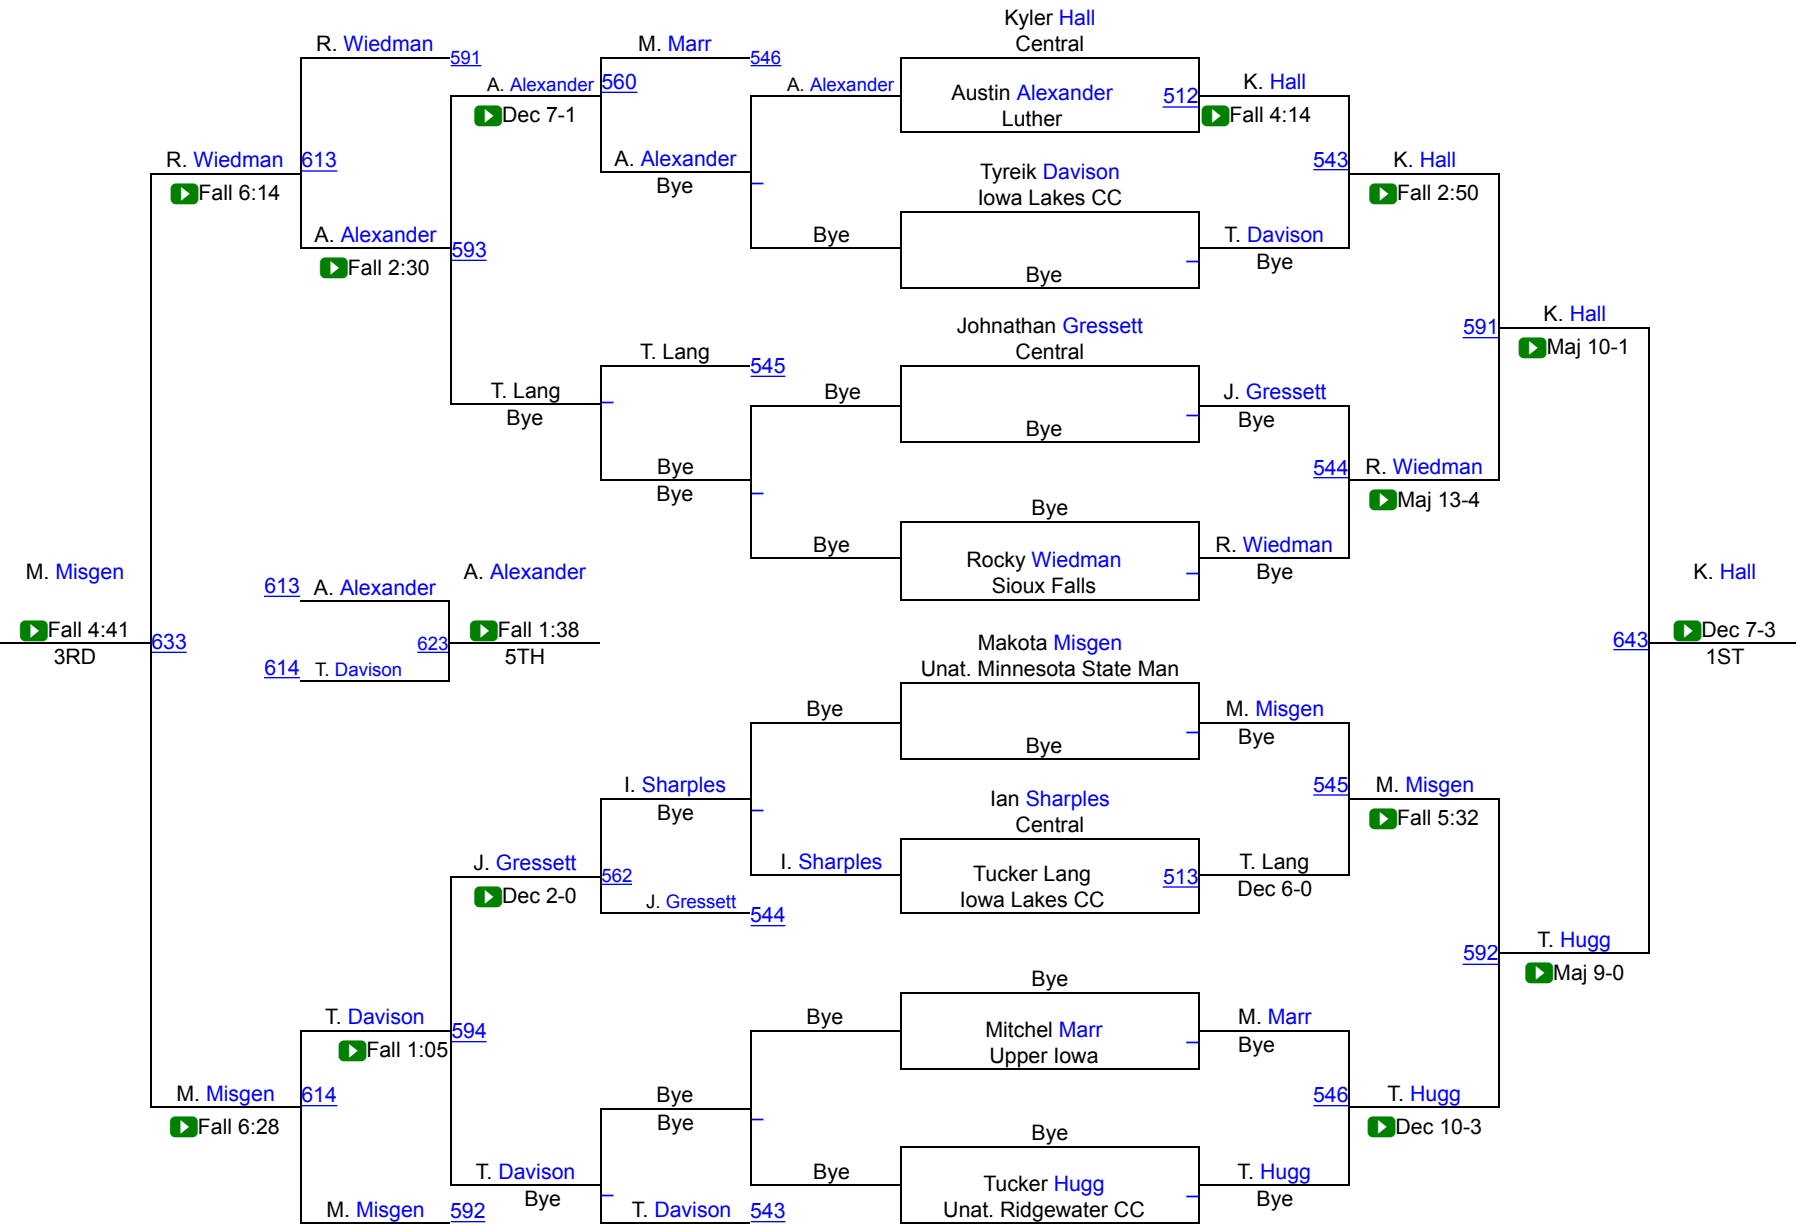 Kyler Hall
R. Wiedman
591
M. Marr
546
Central
A. Alexander
560
Dec 7-1
A. Alexander
Austin Alexander
Luther
512
K. Hall
Fall 4:14
R. Wiedman
613
Fall 6:14
A. Alexander
Bye
Tyreik Davison
Iowa Lakes CC
543
K. Hall
Fall 2:50
A. Alexander
593
Fall 2:30
Bye
Bye
T. Davison
Bye
Johnathan Gressett
Central
591
K. Hall
Maj 10-1
T. Lang
545
T. Lang
Bye
Bye
Bye
J. Gressett
Bye
Bye
Bye
544
R. Wiedman
Maj 13-4
Bye
Bye
Rocky Wiedman
Sioux Falls
R. Wiedman
Bye
M. Misgen
Fall 4:41
3RD
633
613
A. Alexander
614
T. Davison
623
A. Alexander
Fall 1:38
5TH
K. Hall
643
Dec 7-3
1ST
Makota Misgen
Unat. Minnesota State Man
Bye
Bye
M. Misgen
Bye
I. Sharples
Bye
Ian Sharples
Central
545
M. Misgen
Fall 5:32
J. Gressett
562
Dec 2-0
I. Sharples
Tucker Lang
Iowa Lakes CC
513
T. Lang
Dec 6-0
J. Gressett
544
592
T. Hugg
Maj 9-0
Bye
T. Davison
594
Fall 1:05
Bye
Mitchel Marr
Upper Iowa
M. Marr
Bye
M. Misgen
614
Fall 6:28
Bye
Bye
546
T. Hugg
Dec 10-3
Bye
T. Davison
Bye
Bye
Tucker Hugg
Unat. Ridgewater CC
T. Hugg
Bye
M. Misgen
592
T. Davison
543